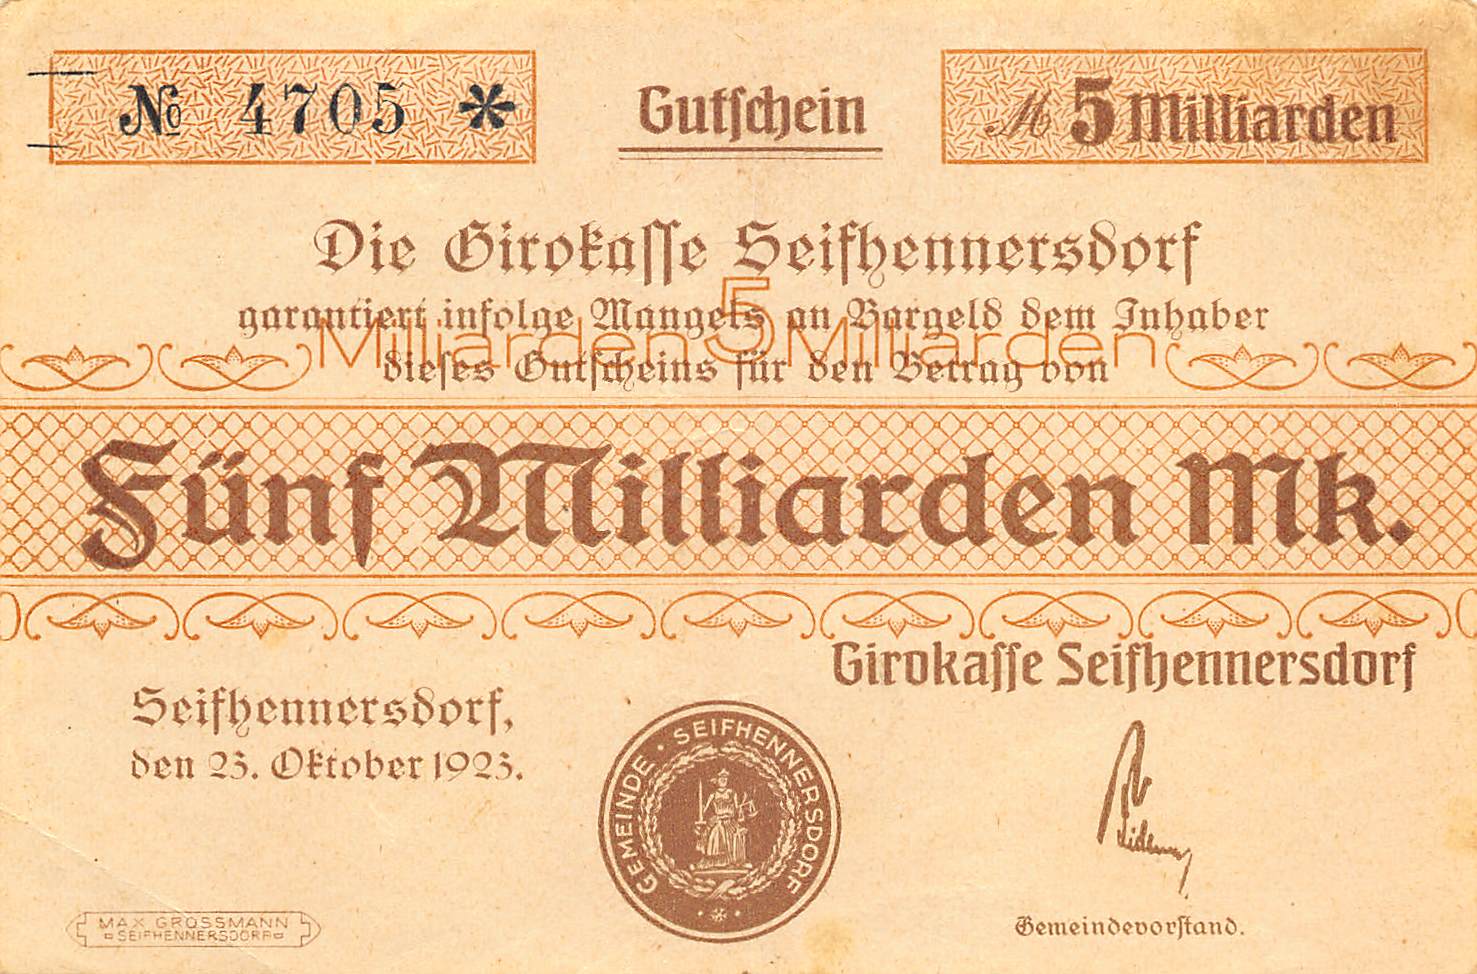 № 4705 *
Gutschein
M 5 Milliarden
Die Girokasse Seifhennersdorf
garantiert infolge Mangels an Bargeld dem Inhaber
Milliarden 5 Milliarden
dieses Gutscheins für den Betrag von
Fünf Milliarden Mk.
Girokasse Seifhennersdorf
Seifhennersdorf,
den 23. Oktober 1923.
GEMEINDE · SEIFHENNERSDORF
Gemeindevorstand.
MAX GROSSMANN
SEIFHENNERSDORF